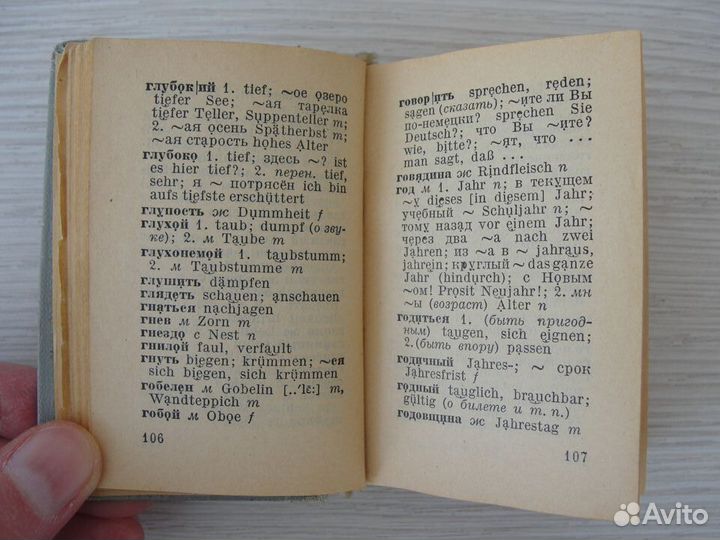 глубок|ий 1. tief; ~ое озеро
tiefer See; ~ая тарелка
tiefer Teller, Suppenteller m;
2. ~ая осень Spätherbst m;
~ая старость hohes Alter
глубоко 1. tief; здесь ~? ist
es hier tief?; 2. перен. tief,
sehr; я ~ потрясён ich bin
aufs tiefste erschüttert
глупость ж Dummheit f
глухой 1. taub; dumpf (о зву-
ке); 2. м Taube m
глухонемой 1. taubstumm;
2. м Taubstumme m
глушить dämpfen
глядеть schauen; anschauen
гнаться nachjagen
гнев м Zorn m
гнездо с Nest n
гнилой faul, verfault
гнуть biegen; krümmen; ~ся
sich biegen, sich krümmen
гобелен м Gobelin [..'lɛ:] m,
Wandteppich m
гобой м Oboe f
106
говор|ить sprechen, reden;
sagen (сказать); ~ите ли Вы
по-немецки? sprechen Sie
Deutsch?; что Вы ~ите?
wie, bitte?; ~ят, что ...
man sagt, daß ...
говядина ж Rindfleisch n
год м 1. Jahr n; в текущем
~у dieses [in diesem] Jahr;
учебный ~ Schuljahr n; ~
тому назад vor einem Jahr;
через два ~а nach zwei
Jahren; из ~а в ~ jahraus,
jahrein; круглый ~ das ganze
Jahr (hindurch); с Новым
~ом! Prosit Neujahr!; 2. мн
~ы (возраст) Alter n
годиться 1. (быть пригод-
ным) taugen, sich eignen;
2. (быть впору) passen
годичный Jahres-; ~ срок
Jahresfrist f
годный tauglich, brauchbar;
gültig (о билете и т. п.)
годовщина ж Jahrestag m
107
Avito